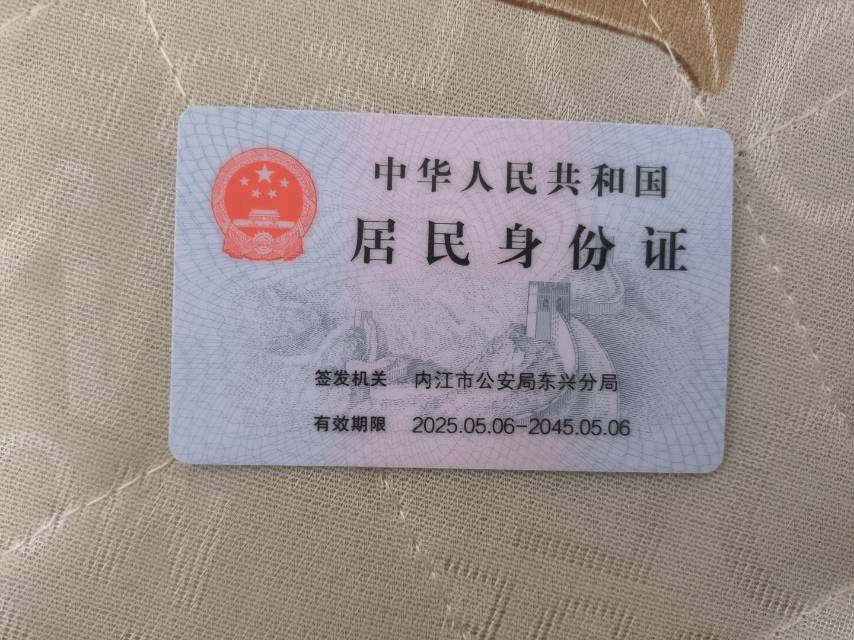 中华人民共和国
居民身份证
签发机关 内江市公安局东兴分局
有效期限 2025.05.06-2045.05.06